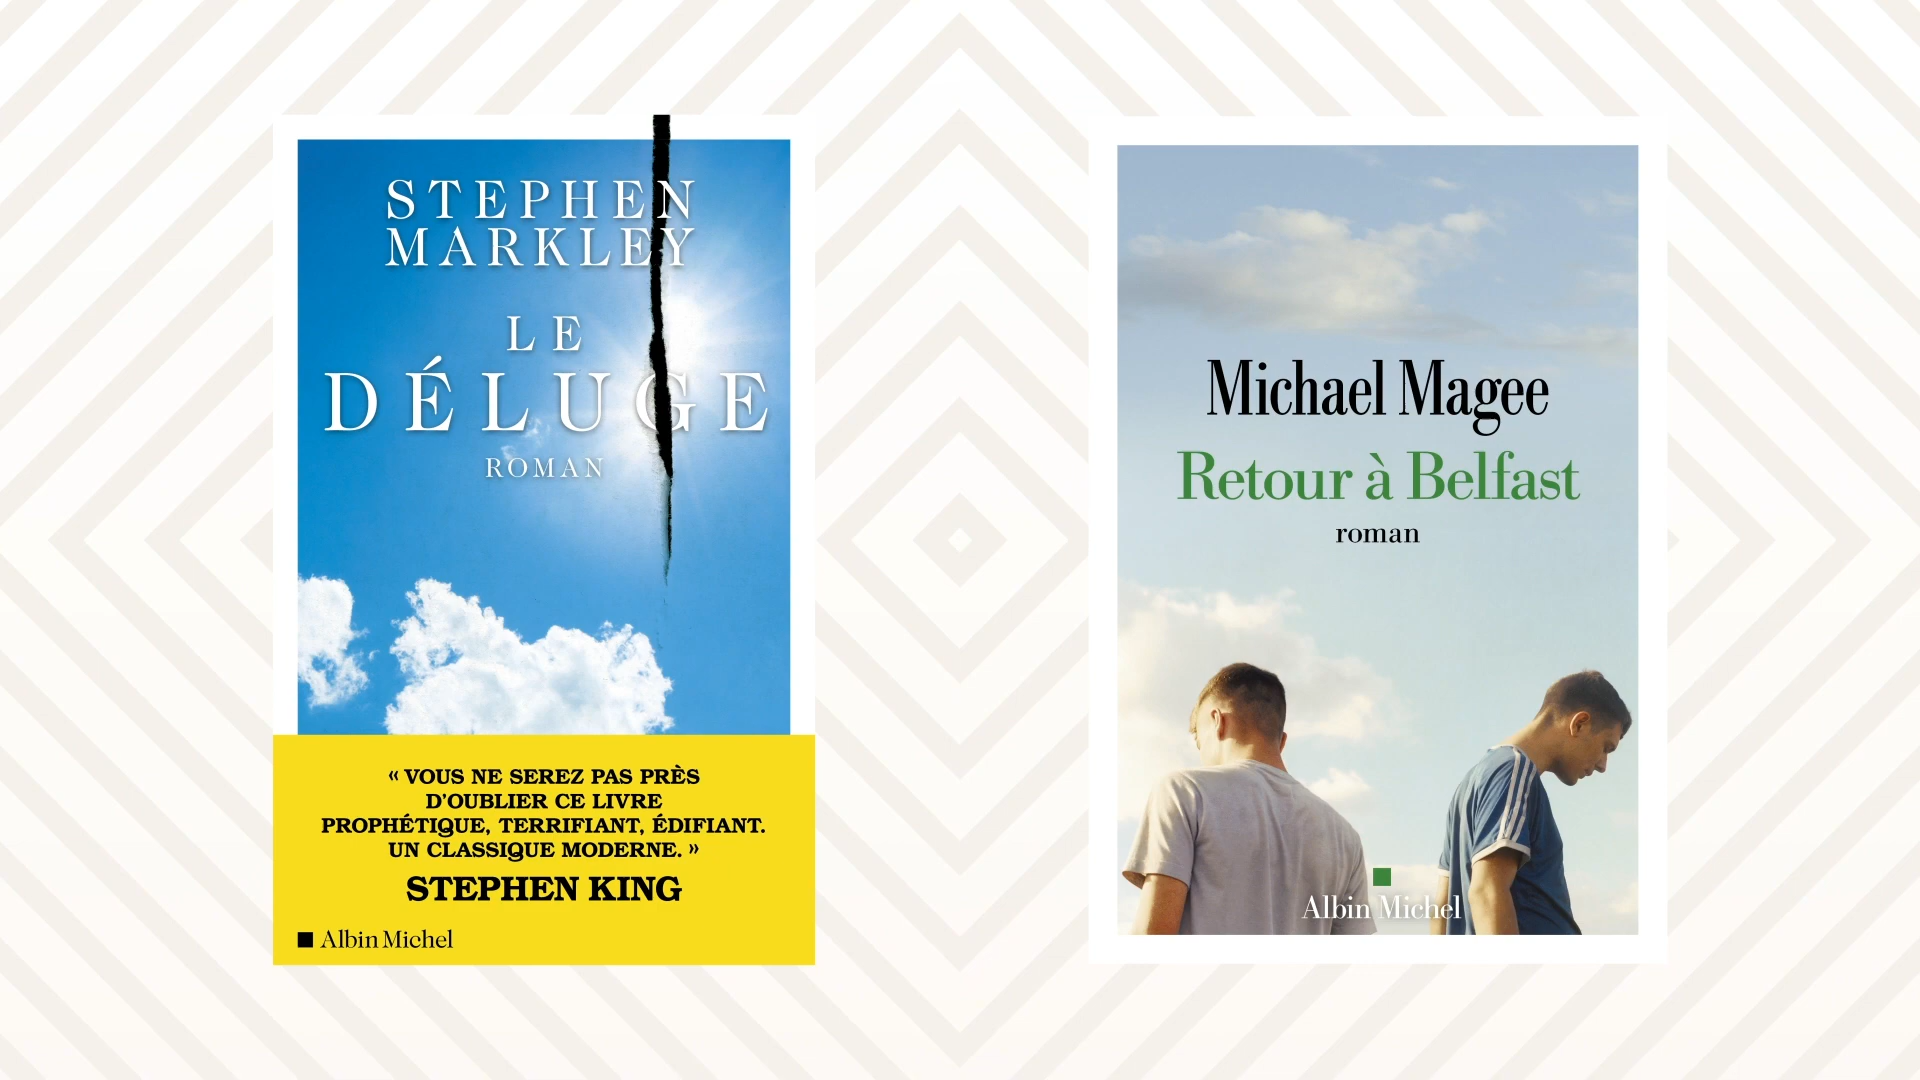 STEPHEN
MARKLEY
LE
DÉLUGE
ROMAN
« VOUS NE SEREZ PAS PRÈS
D'OUBLIER CE LIVRE
PROPHÉTIQUE, TERRIFIANT, ÉDIFIANT.
UN CLASSIQUE MODERNE. »
STEPHEN KING
Albin Michel
Michael Magee
Retour à Belfast
roman
Albin Michel